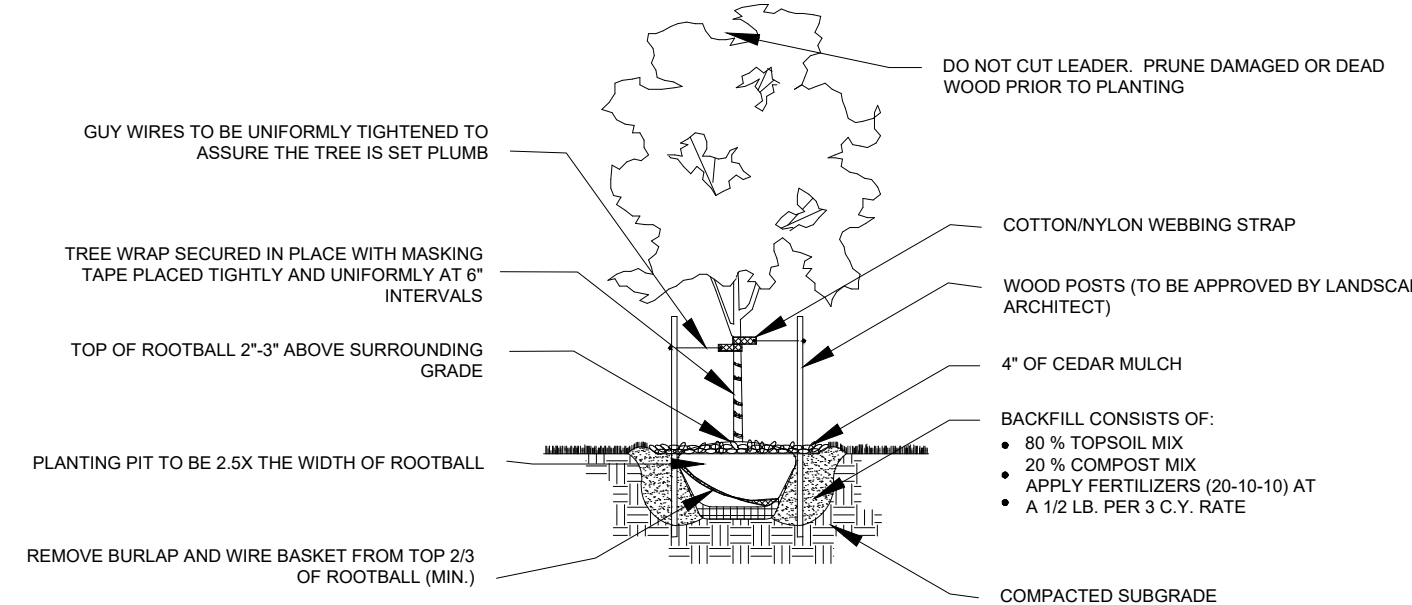 DO NOT CUT LEADER. PRUNE DAMAGED OR DEAD
WOOD PRIOR TO PLANTING
GUY WIRES TO BE UNIFORMLY TIGHTENED TO
ASSURE THE TREE IS SET PLUMB
TREE WRAP SECURED IN PLACE WITH MASKING
TAPE PLACED TIGHTLY AND UNIFORMLY AT 6"
INTERVALS
TOP OF ROOTBALL 2"-3" ABOVE SURROUNDING
GRADE
PLANTING PIT TO BE 2.5X THE WIDTH OF ROOTBALL
REMOVE BURLAP AND WIRE BASKET FROM TOP 2/3
OF ROOTBALL (MIN.)
COTTON/NYLON WEBBING STRAP
WOOD POSTS (TO BE APPROVED BY
ARCHITECT)
4" OF CEDAR MULCH
BACKFILL CONSISTS OF:
• 80 % TOPSOIL MIX
• 20 % COMPOST MIX
• APPLY FERTILIZERS (20-10-10) AT
• A 1/2 LB. PER 3 C.Y. RATE
COMPACTED SUBGRADE